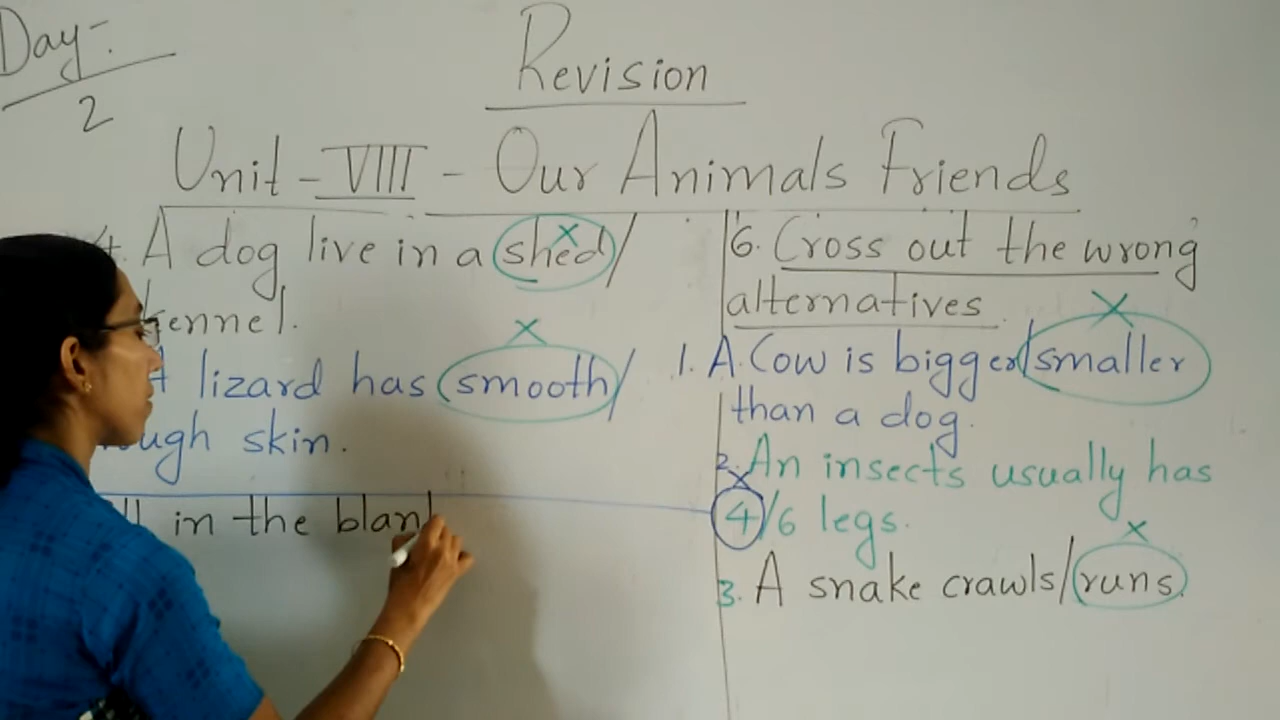 Day:-
2
Revision
Unit - VIII - Our Animals Friends
6. Cross out the wrong
alternatives.
1. A Cow is bigger/smaller
than a dog.
2. An insects usually has
4/6 legs.
3. A snake crawls/runs.
4. A dog live in a shed/
kennel.
lizard has smooth/
skin.
in the blank